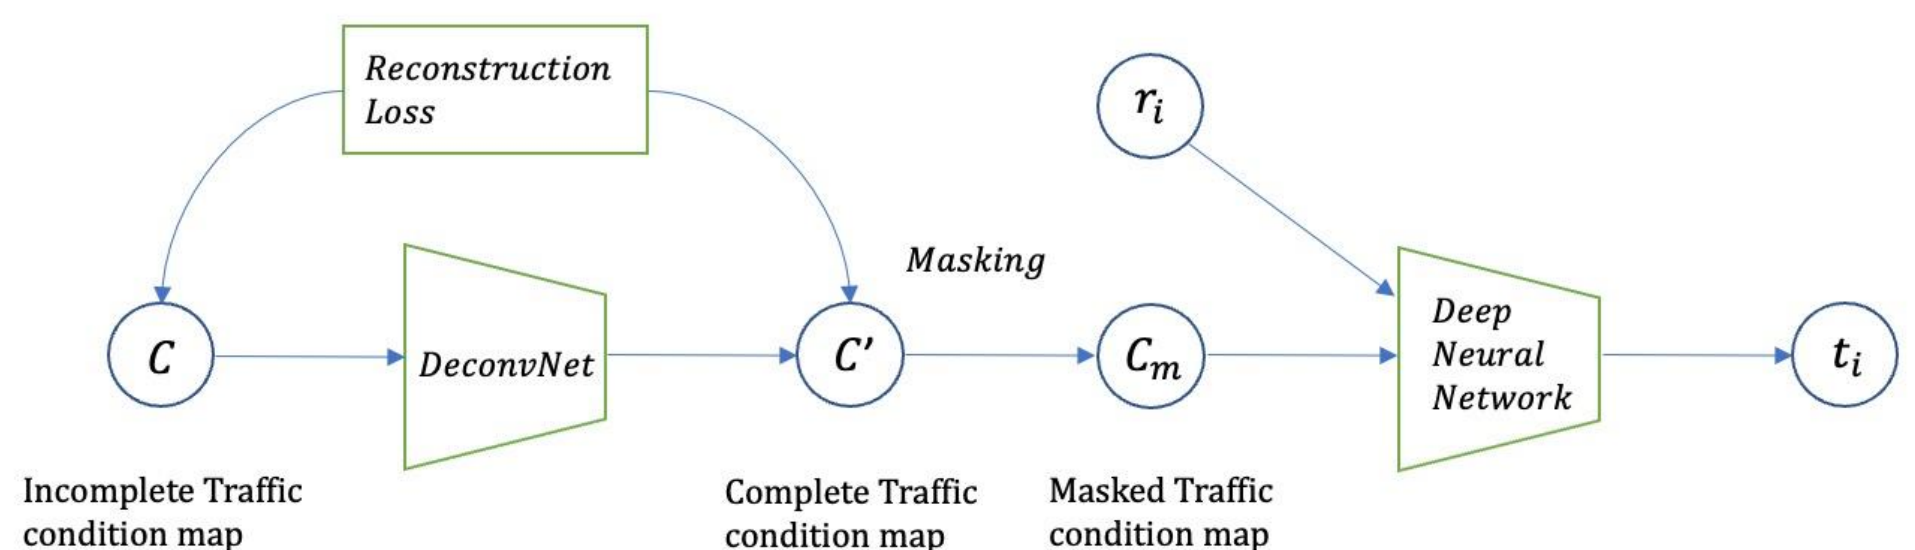 Reconstruction
Loss
r_i
Masking
C
DeconvNet
C'
C_m
Deep
Neural
Network
t_i
Incomplete Traffic
condition map
Complete Traffic
condition map
Masked Traffic
condition map